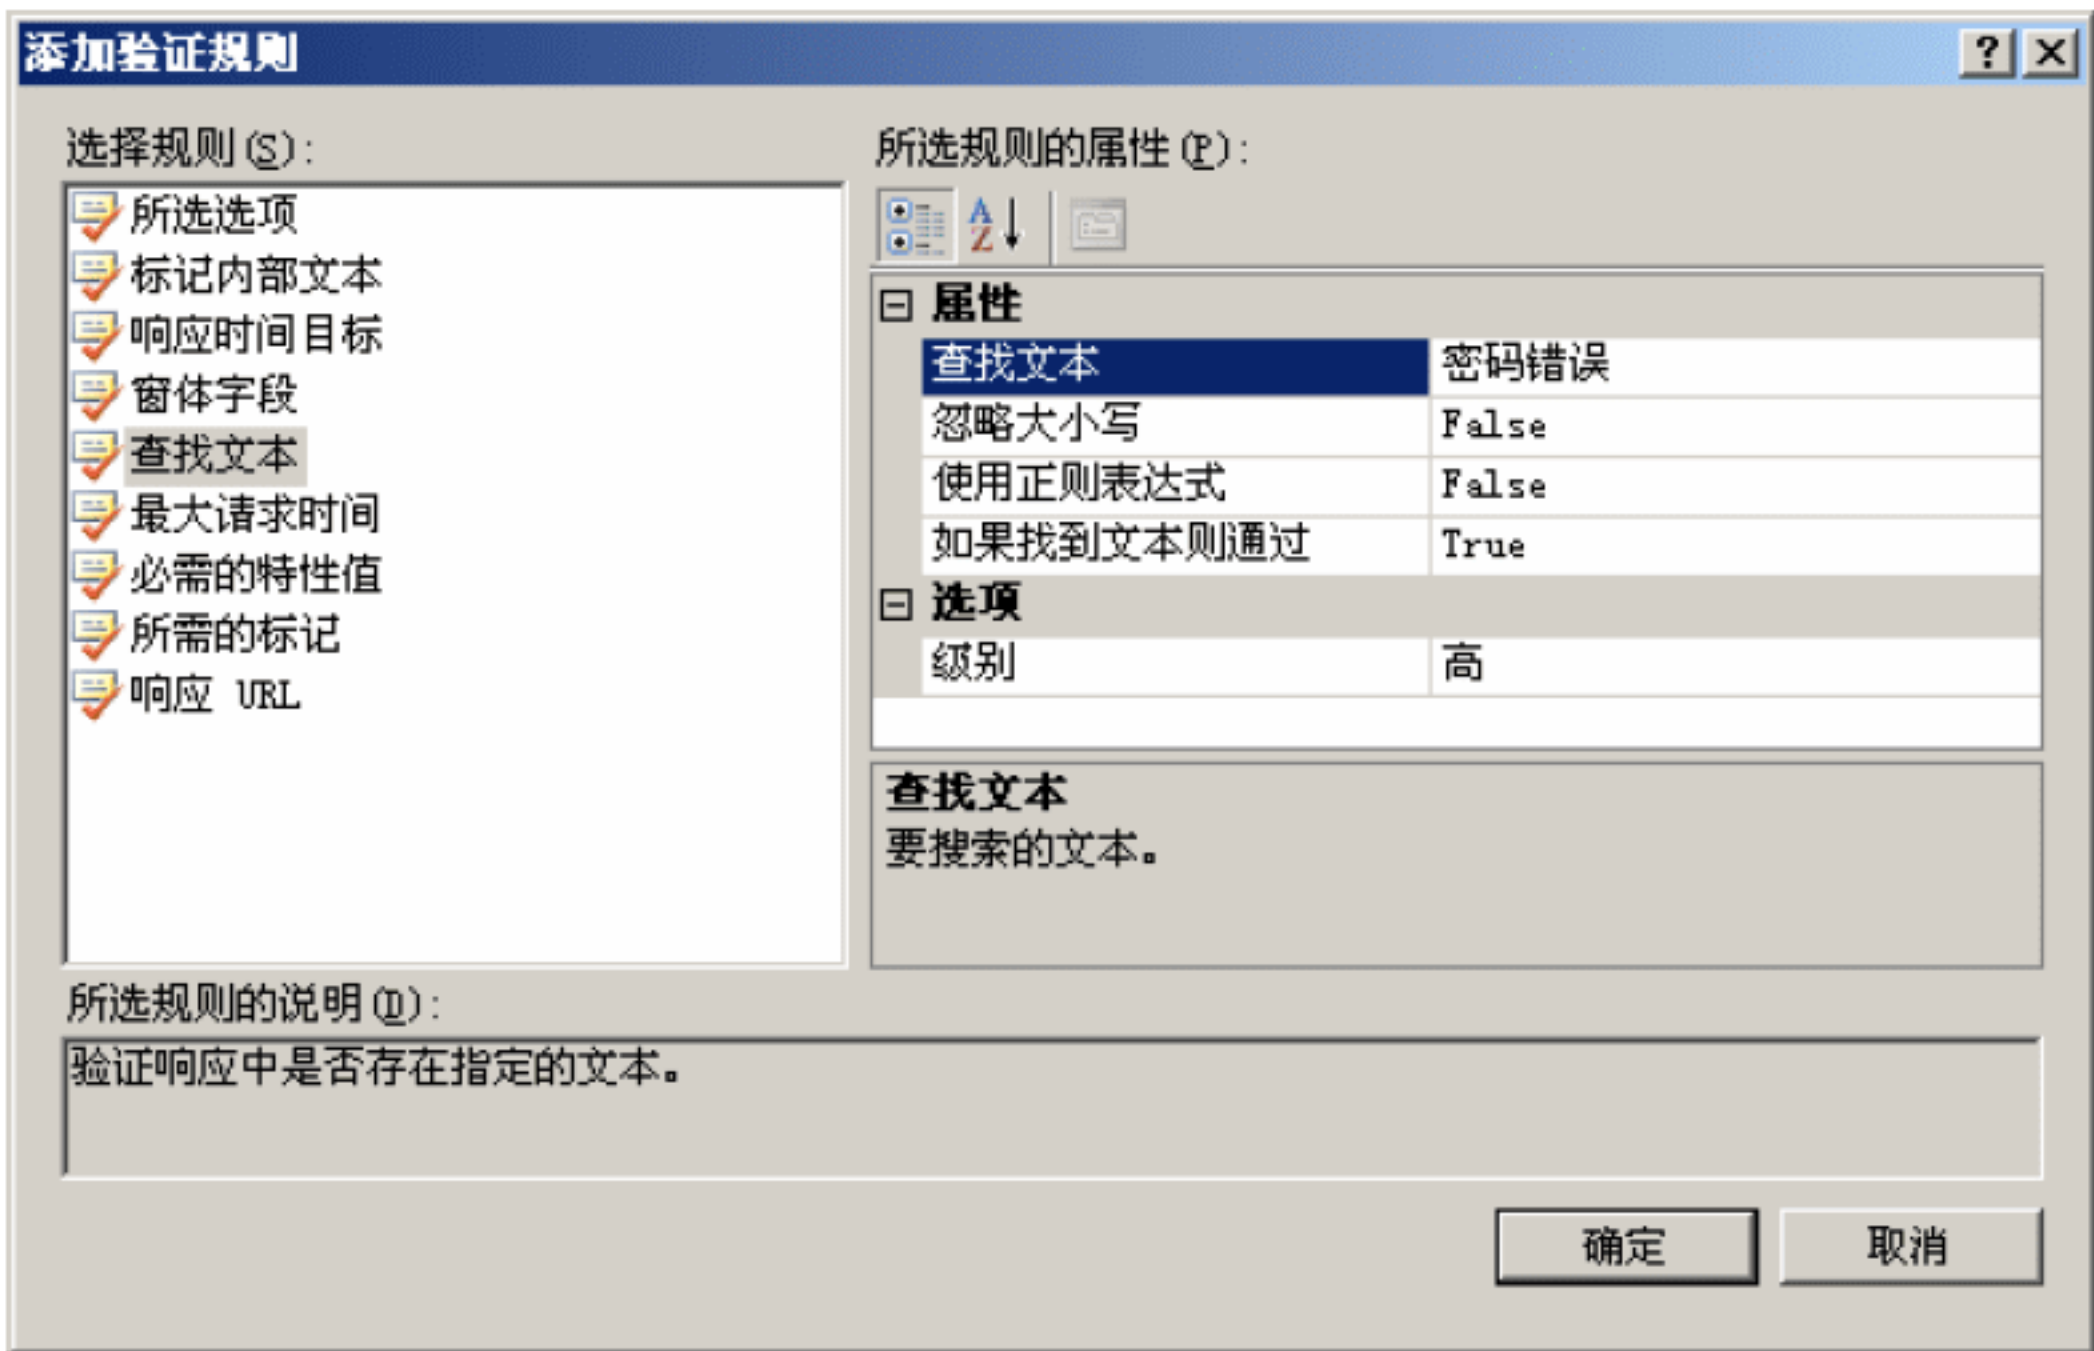 添加验证规则
选择规则(S):
所选选项
标记内部文本
响应时间目标
窗体字段
查找文本
最大请求时间
必需的特性值
所需的标记
响应 URL
所选规则的属性(P):
属性
查找文本 密码错误
忽略大小写 False
使用正则表达式 False
如果找到文本则通过 True
选项
级别 高
查找文本
要搜索的文本。
所选规则的说明(D):
验证响应中是否存在指定的文本。
确定 取消